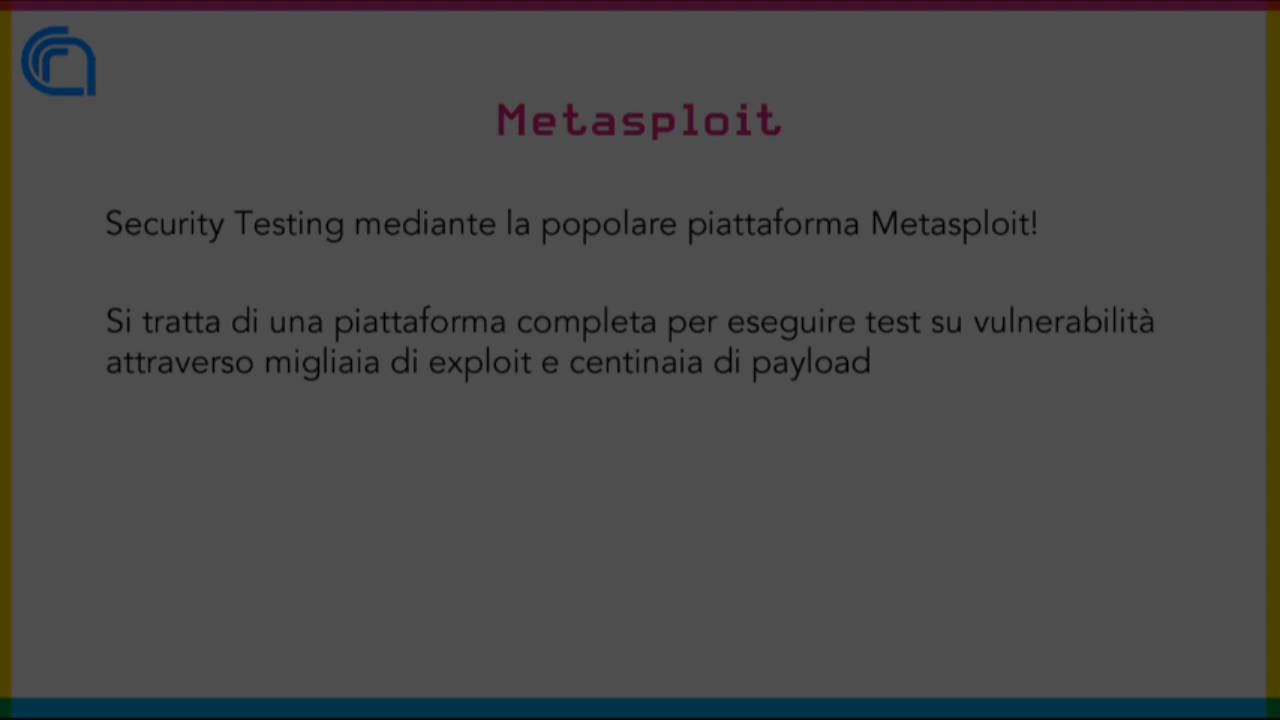 Metasploit
Security Testing mediante la popolare piattaforma Metasploit!
Si tratta di una piattaforma completa per eseguire test su vulnerabilità
attraverso migliaia di exploit e centinaia di payload